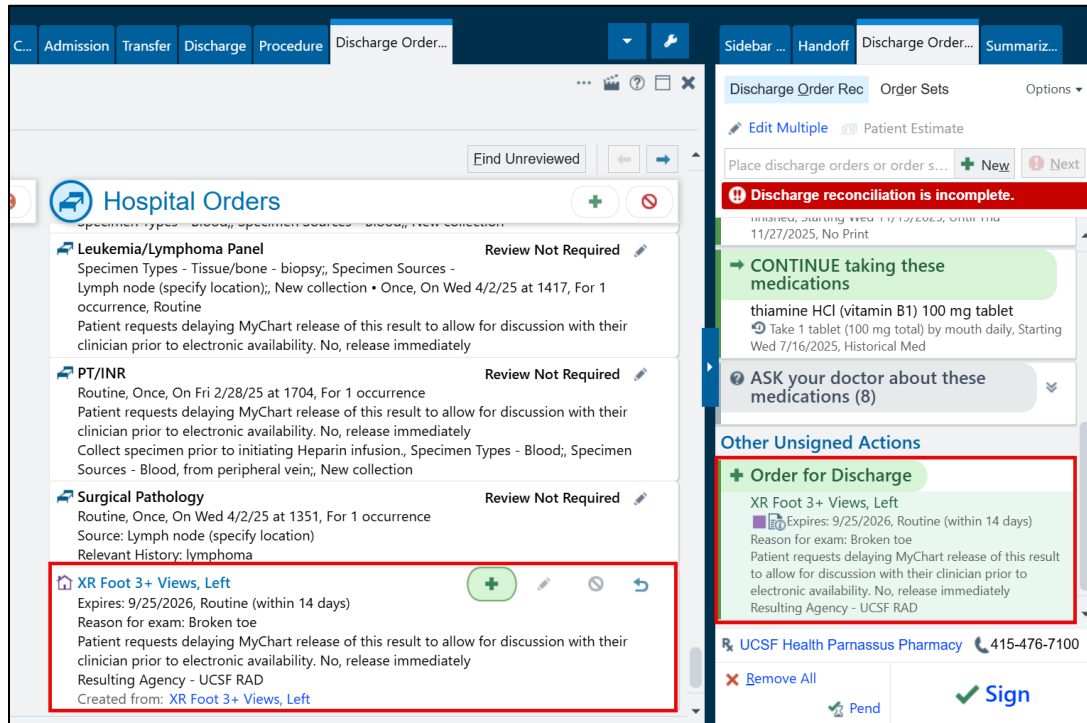 C... Admission Transfer Discharge Procedure Discharge Order...
Find Unreviewed
Hospital Orders
Specimen Types - Blood;, Specimen Sources - Blood;, New collection
Leukemia/Lymphoma Panel Review Not Required
Specimen Types - Tissue/bone - biopsy;, Specimen Sources -
Lymph node (specify location);, New collection • Once, On Wed 4/2/25 at 1417, For 1
occurrence, Routine
Patient requests delaying MyChart release of this result to allow for discussion with their
clinician prior to electronic availability. No, release immediately
PT/INR Review Not Required
Routine, Once, On Fri 2/28/25 at 1704, For 1 occurrence
Patient requests delaying MyChart release of this result to allow for discussion with their
clinician prior to electronic availability. No, release immediately
Collect specimen prior to initiating Heparin infusion., Specimen Types - Blood;, Specimen
Sources - Blood, from peripheral vein;, New collection
Surgical Pathology Review Not Required
Routine, Once, On Wed 4/2/25 at 1351, For 1 occurrence
Source: Lymph node (specify location)
Relevant History: lymphoma
XR Foot 3+ Views, Left
Expires: 9/25/2026, Routine (within 14 days)
Reason for exam: Broken toe
Patient requests delaying MyChart release of this result to allow for discussion with their
clinician prior to electronic availability. No, release immediately
Resulting Agency - UCSF RAD
Created from: XR Foot 3+ Views, Left
Sidebar ... Handoff Discharge Order... Summariz...
Discharge Order Rec Order Sets Options
Edit Multiple Patient Estimate
Place discharge orders or order s... New Next
Discharge reconciliation is incomplete.
finished, Starting Wed 11/19/2025, Until Thu
11/27/2025, No Print
CONTINUE taking these
medications
thiamine HCl (vitamin B1) 100 mg tablet
Take 1 tablet (100 mg total) by mouth daily, Starting
Wed 7/16/2025, Historical Med
ASK your doctor about these
medications (8)
Other Unsigned Actions
Order for Discharge
XR Foot 3+ Views, Left
Expires: 9/25/2026, Routine (within 14 days)
Reason for exam: Broken toe
Patient requests delaying MyChart release of this result
to allow for discussion with their clinician prior to
electronic availability. No, release immediately
Resulting Agency - UCSF RAD
UCSF Health Parnassus Pharmacy 415-476-7100
Remove All
Pend
Sign